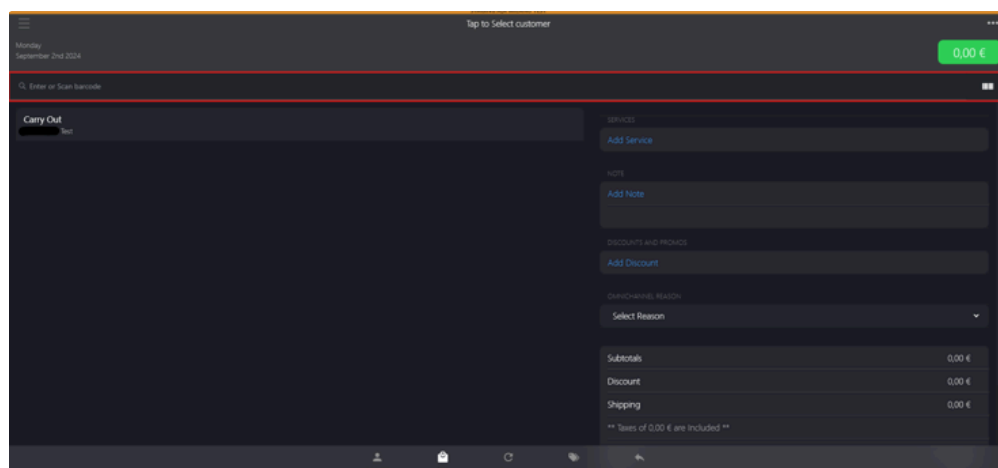 Tap to Select customer
Monday
September 2nd 2024
0,00 €
Enter or Scan barcode
Carry Out
Test
SERVICES
Add Service
NOTE
Add Note
DISCOUNTS AND PROMOS
Add Discount
OMNICHANNEL REASON
Select Reason
Subtotals 0,00 €
Discount 0,00 €
Shipping 0,00 €
** Taxes of 0,00 € are Included **